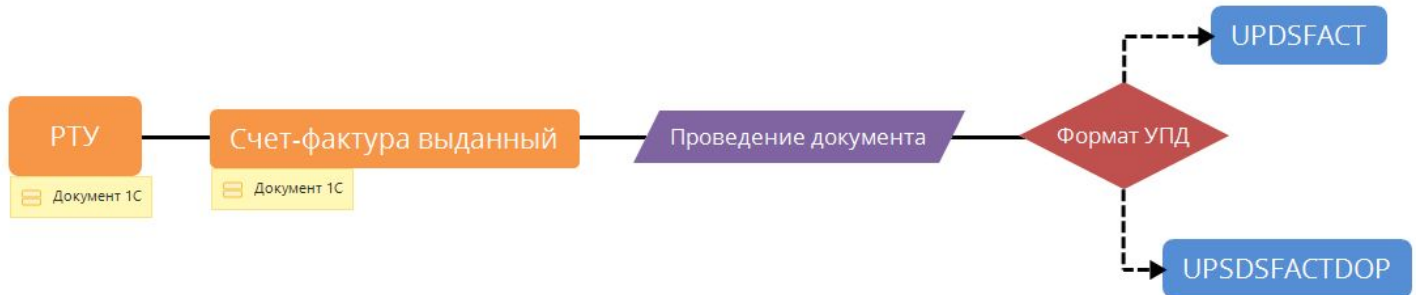 UPDSFACT
РТУ
Счет-фактура выданный
Проведение документа
Формат УПД
Документ 1С
Документ 1С
UPSDSFACTDOP